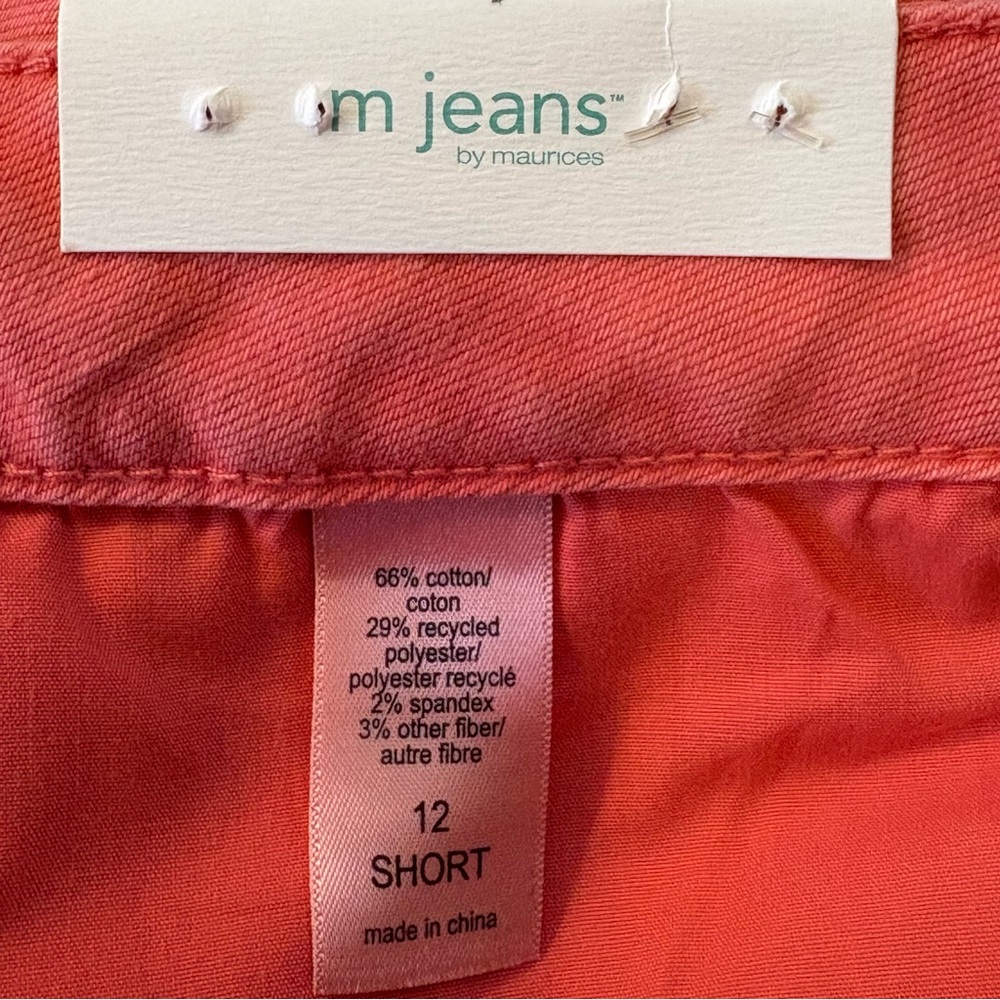 m jeans™
by maurices
66% cotton/
coton
29% recycled
polyester/
polyester recyclé
2% spandex
3% other fiber/
autre fibre
12
SHORT
made in china